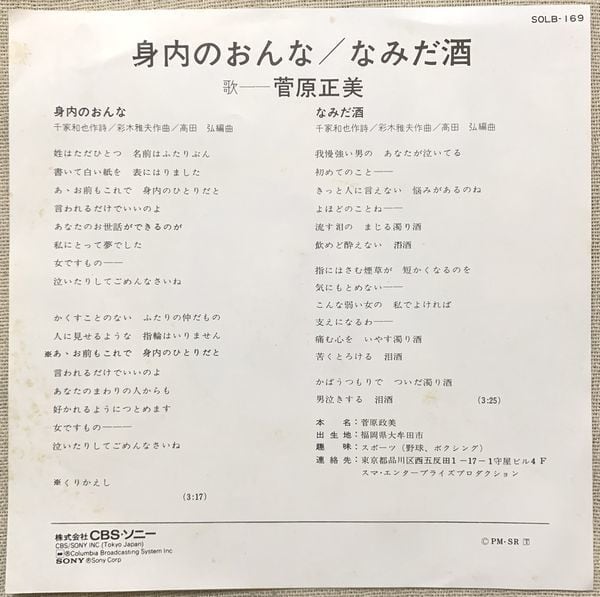 SOLB-169
身内のおんな／なみだ酒
歌──菅原正美
身内のおんな
千家和也作詩／彩木雅夫作曲／高田　弘編曲
姓はただひとつ　名前はふたりぶん
書いて白い紙を　表にはりました
あゝお前もこれで　身内のひとりだと
言われるだけでいいのよ
あなたのお世話ができるのが
私にとって夢でした
女ですもの──
泣いたりしてごめんなさいね
かくすことのない　ふたりの仲だもの
人に見せるような　指輪はいりません
※あゝお前もこれで　身内のひとりだと
言われるだけでいいのよ
あなたのまわりの人からも
好かれるようにつとめます
女ですもの──
泣いたりしてごめんなさいね
※くりかえし
(3:17)
なみだ酒
千家和也作詩／彩木雅夫作曲／高田　弘編曲
我慢強い男の　あなたが泣いてる
初めてのこと──
きっと人に言えない　悩みがあるのね
よほどのことね──
流す泪の　まじる濁り酒
飲めど酔えない　泪酒
指にはさむ煙草が　短かくなるのを
気にもとめない──
こんな弱い女の　私でよければ
支えになるわ──
痛む心を　いやす濁り酒
苦くとろける　泪酒
かばうつもりで　ついだ濁り酒
男泣きする　泪酒
(3:25)
本　名：菅原政美
出生地：福岡県大牟田市
趣　味：スポーツ（野球、ボクシング）
連絡先：東京都品川区西五反田1－17－1守屋ビル4F
スマ・エンタープライズプロダクション
株式会社 CBS・ソニー
CBS/SONY INC (Tokyo Japan)
®Columbia Broadcasting System Inc
SONY ®Sony Corp
©PM・SR T